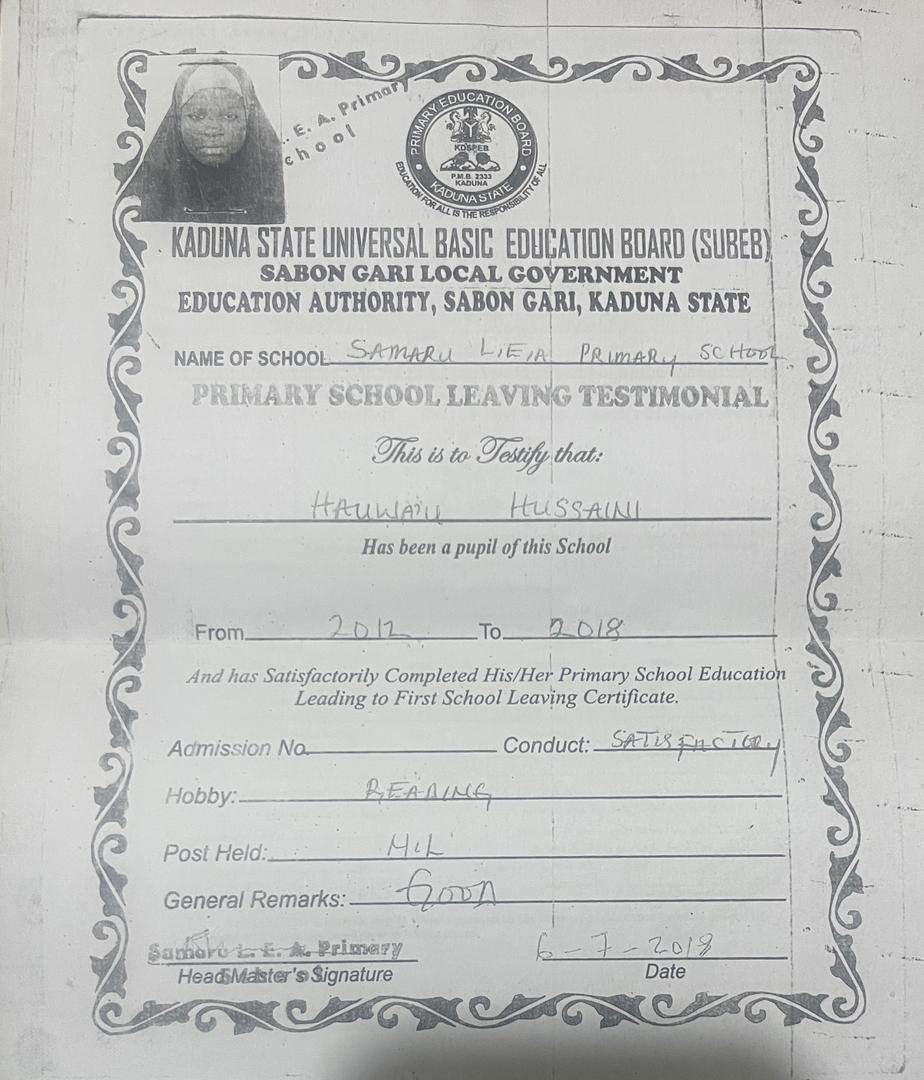 . E. A. Primary
chool
PRIMARY EDUCATION BOARD
KDSPEB
P.M.B. 2333
KADUNA
KADUNA STATE
EDUCATION FOR ALL IS THE RESPONSIBILITY OF ALL
KADUNA STATE UNIVERSAL BASIC EDUCATION BOARD (SUBEB)
SABON GARI LOCAL GOVERNMENT
EDUCATION AUTHORITY, SABON GARI, KADUNA STATE
NAME OF SCHOOL SAMARU L.E.A PRIMARY SCHOOL
PRIMARY SCHOOL LEAVING TESTIMONIAL
This is to Testify that:
HAUWA'U HUSSAINI
Has been a pupil of this School
From 2012 To 2018
And has Satisfactorily Completed His/Her Primary School Education
Leading to First School Leaving Certificate.
Admission No. Conduct: SATISFACTORY
Hobby: READING
Post Held: NIL
General Remarks: GOOD
Samaru L. E. A. Primary 6-7-2018
Head Master's Signature Date